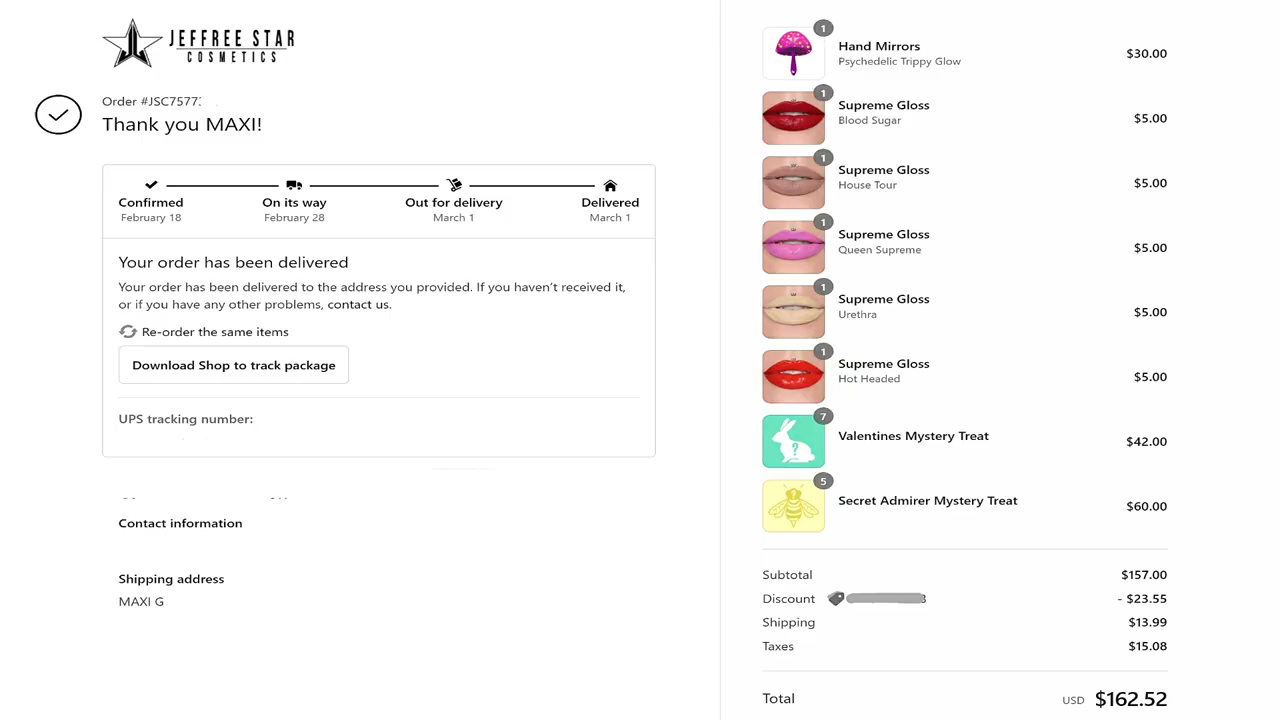 JEFFREE STAR
COSMETICS
Order #JSC7577
Thank you MAXI!
Confirmed
February 18
On its way
February 28
Out for delivery
March 1
Delivered
March 1
Your order has been delivered
Your order has been delivered to the address you provided. If you haven't received it,
or if you have any other problems, contact us.
Re-order the same items
Download Shop to track package
UPS tracking number:
Contact information
Shipping address
MAXI G
1
Hand Mirrors
Psychedelic Trippy Glow
$30.00
1
Supreme Gloss
Blood Sugar
$5.00
1
Supreme Gloss
House Tour
$5.00
1
Supreme Gloss
Queen Supreme
$5.00
1
Supreme Gloss
Urethra
$5.00
1
Supreme Gloss
Hot Headed
$5.00
7
?
Valentines Mystery Treat
$42.00
5
Secret Admirer Mystery Treat
$60.00
Subtotal $157.00
Discount - $23.55
Shipping $13.99
Taxes $15.08
Total USD $162.52